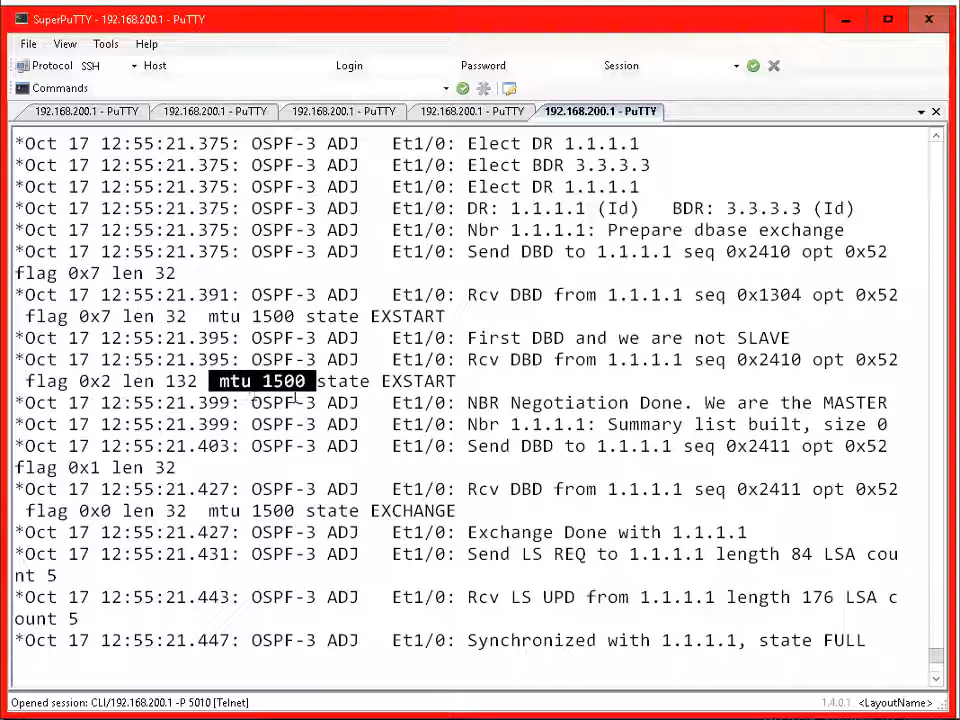 SuperPuTTY - 192.168.200.1 - PuTTY
File View Tools Help
Protocol SSH Host Login Password Session
Commands
192.168.200.1 - PuTTY 192.168.200.1 - PuTTY 192.168.200.1 - PuTTY 192.168.200.1 - PuTTY 192.168.200.1 - PuTTY
*Oct 17 12:55:21.375: OSPF-3 ADJ   Et1/0: Elect DR 1.1.1.1
*Oct 17 12:55:21.375: OSPF-3 ADJ   Et1/0: Elect BDR 3.3.3.3
*Oct 17 12:55:21.375: OSPF-3 ADJ   Et1/0: Elect DR 1.1.1.1
*Oct 17 12:55:21.375: OSPF-3 ADJ   Et1/0: DR: 1.1.1.1 (Id)   BDR: 3.3.3.3 (Id)
*Oct 17 12:55:21.375: OSPF-3 ADJ   Et1/0: Nbr 1.1.1.1: Prepare dbase exchange
*Oct 17 12:55:21.375: OSPF-3 ADJ   Et1/0: Send DBD to 1.1.1.1 seq 0x2410 opt 0x52
flag 0x7 len 32
*Oct 17 12:55:21.391: OSPF-3 ADJ   Et1/0: Rcv DBD from 1.1.1.1 seq 0x1304 opt 0x52
flag 0x7 len 32  mtu 1500 state EXSTART
*Oct 17 12:55:21.395: OSPF-3 ADJ   Et1/0: First DBD and we are not SLAVE
*Oct 17 12:55:21.395: OSPF-3 ADJ   Et1/0: Rcv DBD from 1.1.1.1 seq 0x2410 opt 0x52
flag 0x2 len 132  mtu 1500 state EXSTART
*Oct 17 12:55:21.399: OSPF-3 ADJ   Et1/0: NBR Negotiation Done. We are the MASTER
*Oct 17 12:55:21.399: OSPF-3 ADJ   Et1/0: Nbr 1.1.1.1: Summary list built, size 0
*Oct 17 12:55:21.403: OSPF-3 ADJ   Et1/0: Send DBD to 1.1.1.1 seq 0x2411 opt 0x52
flag 0x1 len 32
*Oct 17 12:55:21.427: OSPF-3 ADJ   Et1/0: Rcv DBD from 1.1.1.1 seq 0x2411 opt 0x52
flag 0x0 len 32  mtu 1500 state EXCHANGE
*Oct 17 12:55:21.427: OSPF-3 ADJ   Et1/0: Exchange Done with 1.1.1.1
*Oct 17 12:55:21.431: OSPF-3 ADJ   Et1/0: Send LS REQ to 1.1.1.1 length 84 LSA cou
nt 5
*Oct 17 12:55:21.443: OSPF-3 ADJ   Et1/0: Rcv LS UPD from 1.1.1.1 length 176 LSA c
ount 5
*Oct 17 12:55:21.447: OSPF-3 ADJ   Et1/0: Synchronized with 1.1.1.1, state FULL
Opened session: CLI/192.168.200.1 -P 5010 [Telnet] 1.4.0.1 <LayoutName>